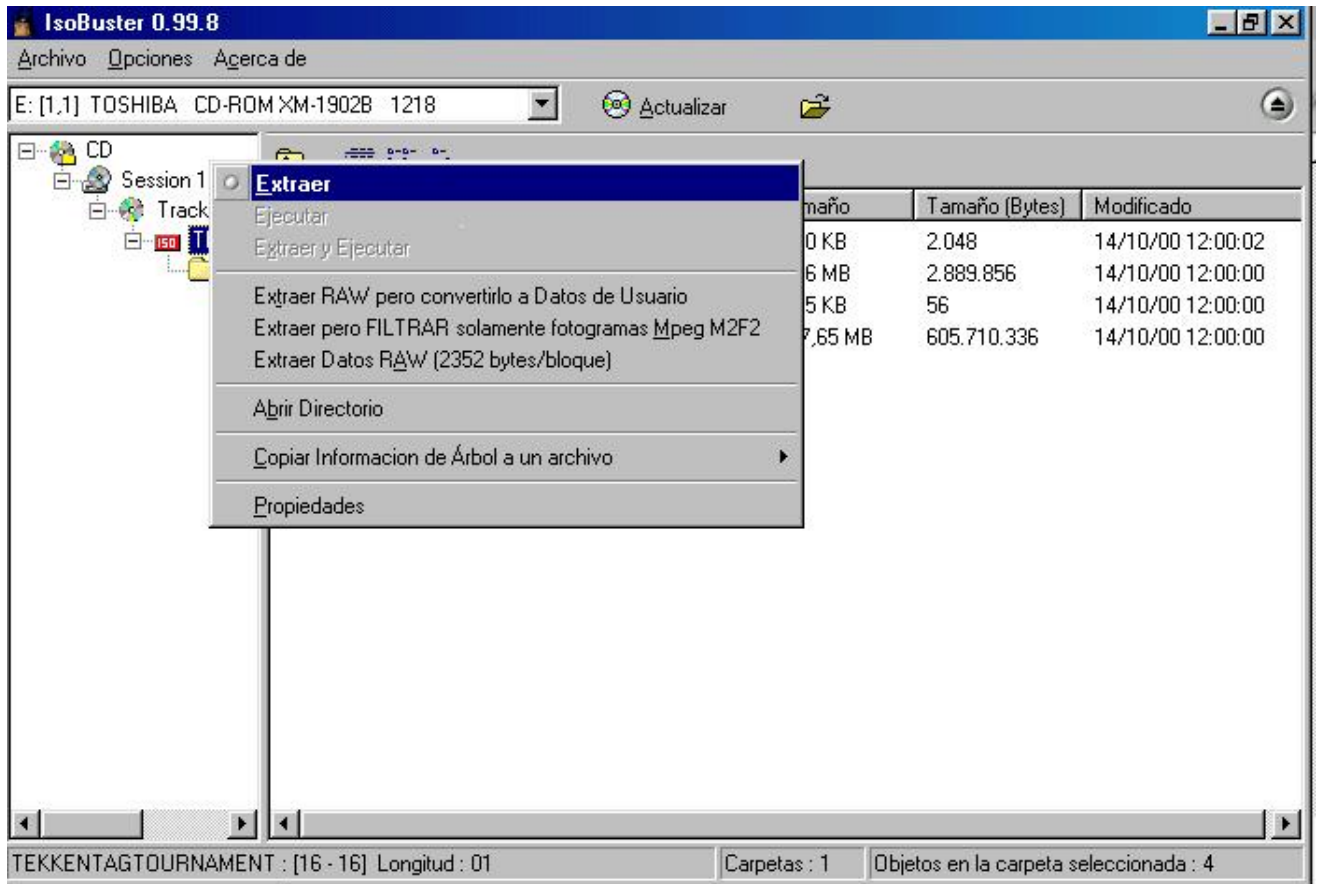 IsoBuster 0.99.8
Archivo Opciones Acerca de
E: [1,1] TOSHIBA CD-ROM XM-1902B 1218
Actualizar
CD
Session 1
Track
ISO T
Extraer
Ejecutar
Extraer y Ejecutar
Extraer RAW pero convertirlo a Datos de Usuario
Extraer pero FILTRAR solamente fotogramas Mpeg M2F2
Extraer Datos RAW (2352 bytes/bloque)
Abrir Directorio
Copiar Informacion de Árbol a un archivo
Propiedades
maño Tamaño (Bytes) Modificado
0 KB 2.048 14/10/00 12:00:02
6 MB 2.889.856 14/10/00 12:00:00
5 KB 56 14/10/00 12:00:00
7,65 MB 605.710.336 14/10/00 12:00:00
TEKKENTAGTOURNAMENT : [16 - 16] Longitud : 01
Carpetas : 1
Objetos en la carpeta seleccionada : 4